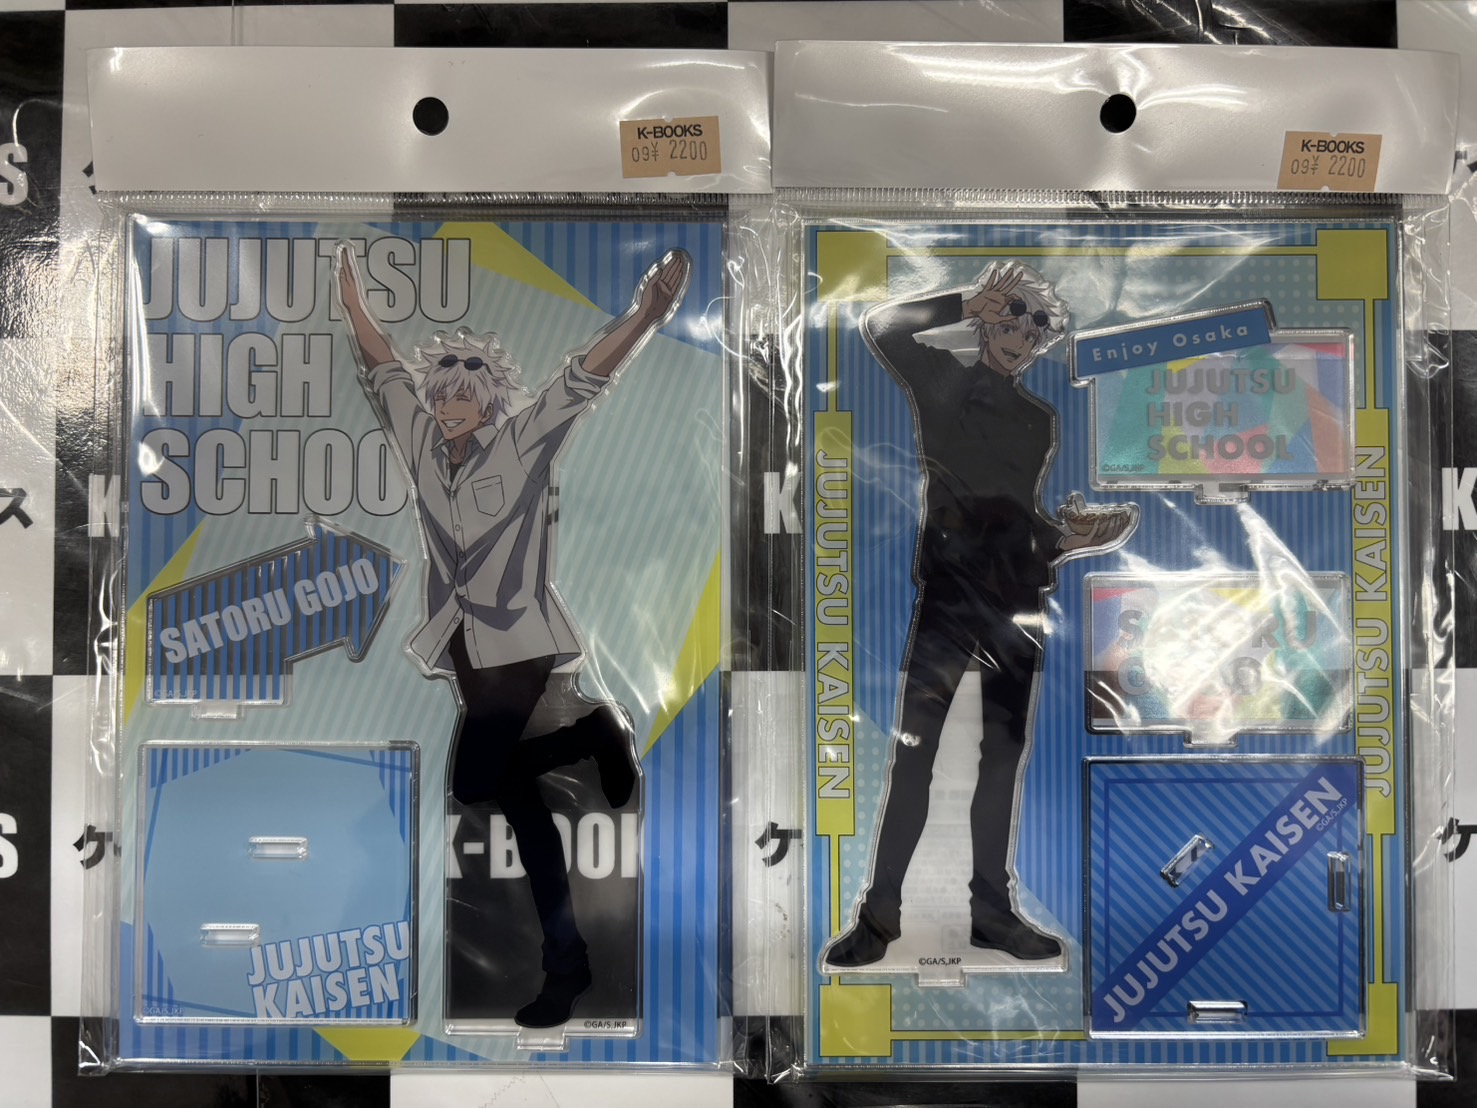 K-BOOKS
09¥ 2200
JUJUTSU
HIGH
SCHOO
SATORU GOJO
©GA/S,JKP
JUJUTSU
KAISEN
©GA/S,JKP
K-BOOKS
09¥ 2200
Enjoy Osaka
JUJUTSU
HIGH
SCHOOL
©GA/S,JKP
JUJUTSU KAISEN
JUJUTSU KAISEN
JUJUTSU KAISEN
©GA/S,JKP
©GA/S,JKP
K-BOOK